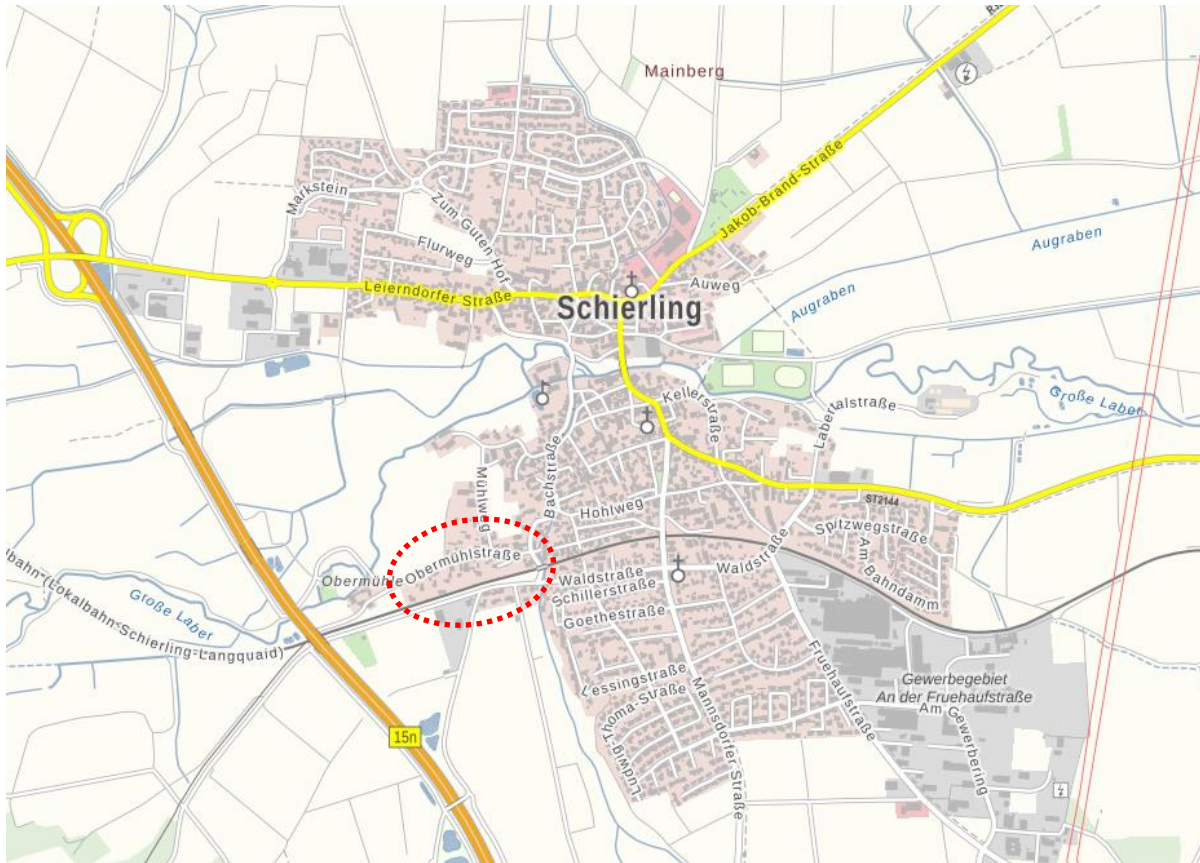 Mainberg
Jakob-Brand-Straße
Markstein
Zum Guten Hof
Flurweg
Augraben
Auweg
Leierndorfer Straße
Schierling
Augraben
Kellerstraße
Labertalstraße
Große Laber
Bachstraße
Mühlweg
ST2144
Hohlweg
Spitzwegstraße
Obermühlstraße
Obermühle
Waldstraße
Waldstraße
Am Bahndamm
Schillerstraße
Goethestraße
Große Laber
lbahn (Lokalbahn Schierling-Langquaid)
Fruehaufstraße
Lessingstraße
Ludwig-Thoma-Straße
Mannsdorfer Straße
Gewerbegebiet
An der Fruehaufstraße
Am Gewerbering
15n